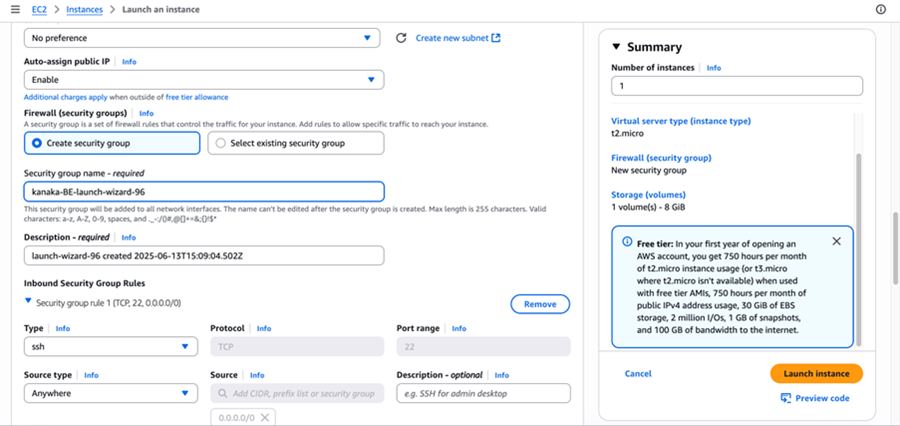 EC2 > Instances > Launch an instance
No preference
Create new subnet
Auto-assign public IP | Info
Enable
Additional charges apply when outside of free tier allowance
Firewall (security groups) | Info
A security group is a set of firewall rules that control the traffic for your instance. Add rules to allow specific traffic to reach your instance.
Create security group
Select existing security group
Security group name - required
kanaka-BE-launch-wizard-96
This security group will be added to all network interfaces. The name can't be edited after the security group is created. Max length is 255 characters. Valid
characters: a-z, A-Z, 0-9, spaces, and ._-:/()#,@[]+=&;{}!$*
Description - required | Info
launch-wizard-96 created 2025-06-13T15:09:04.502Z
Inbound Security Group Rules
Security group rule 1 (TCP, 22, 0.0.0.0/0)
Remove
Type | Info
Protocol | Info
Port range | Info
ssh
TCP
22
Source type | Info
Source | Info
Description - optional | Info
Anywhere
Add CIDR, prefix list or security group
e.g. SSH for admin desktop
0.0.0.0/0
Summary
Number of instances | Info
1
Virtual server type (instance type)
t2.micro
Firewall (security group)
New security group
Storage (volumes)
1 volume(s) - 8 GiB
Free tier: In your first year of opening an
AWS account, you get 750 hours per month
of t2.micro instance usage (or t3.micro
where t2.micro isn't available) when used
with free tier AMIs, 750 hours per month of
public IPv4 address usage, 30 GiB of EBS
storage, 2 million I/Os, 1 GB of snapshots,
and 100 GB of bandwidth to the internet.
Cancel
Launch instance
Preview code